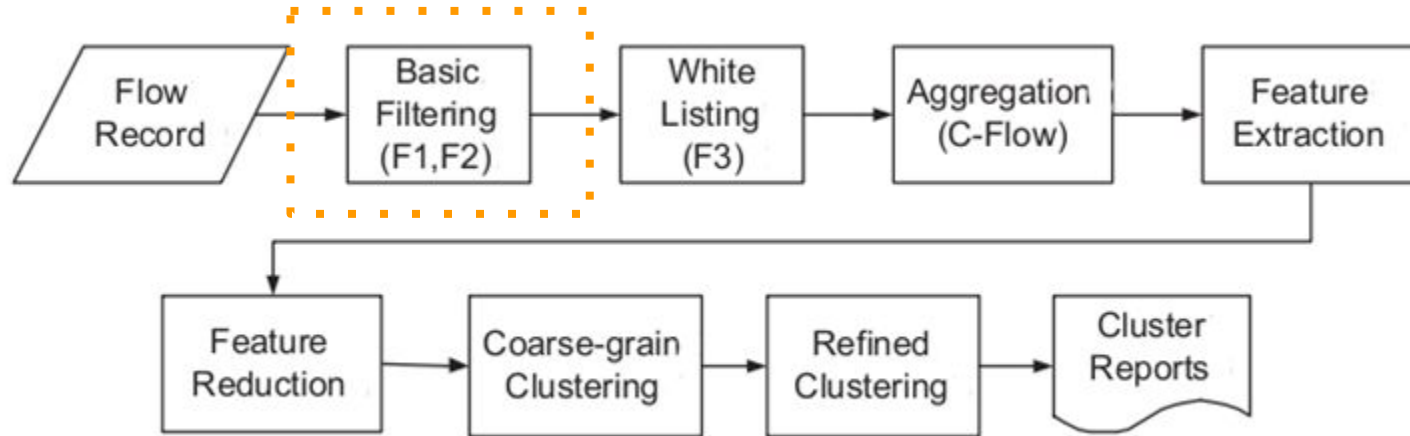 Flow
Record
Basic
Filtering
(F1,F2)
White
Listing
(F3)
Aggregation
(C-Flow)
Feature
Extraction
Feature
Reduction
Coarse-grain
Clustering
Refined
Clustering
Cluster
Reports